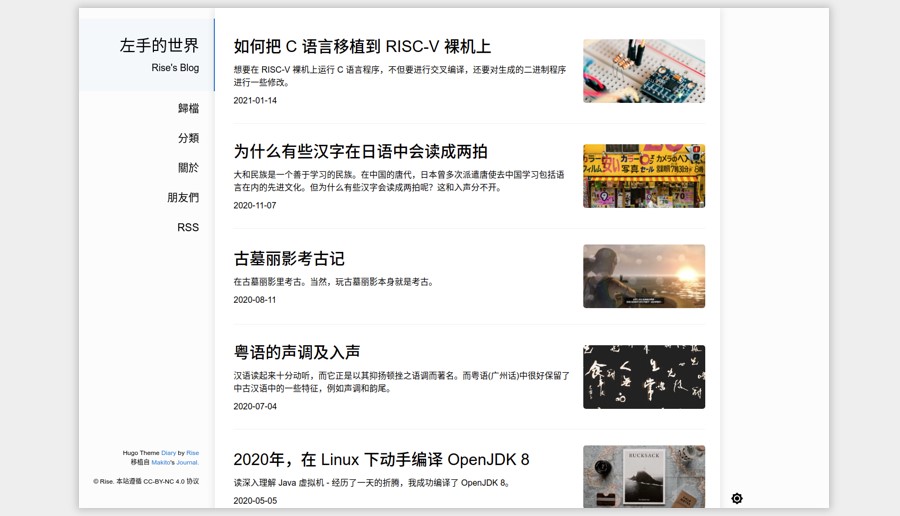 左手的世界
Rise's Blog
歸檔
分類
關於
朋友們
RSS
Hugo Theme Diary by Rise
移植自 Makito's Journal.
© Rise. 本站遵循 CC-BY-NC 4.0 协议
如何把 C 语言移植到 RISC-V 裸机上
想要在 RISC-V 裸机上运行 C 语言程序，不但要进行交叉编译，还要对生成的二进制程序
进行一些修改。
2021-01-14
为什么有些汉字在日语中会读成两拍
大和民族是一个善于学习的民族。在中国的唐代，日本曾多次派遣唐使去中国学习包括语
言在内的先进文化。但为什么有些汉字会读成两拍呢？这和入声分不开。
2020-11-07
古墓丽影考古记
在古墓丽影里考古。当然，玩古墓丽影本身就是考古。
2020-08-11
粤语的声调及入声
汉语读起来十分动听，而它正是以其抑扬顿挫之语调而著名。而粤语(广州话)中很好保留了
中古汉语中的一些特征，例如声调和韵尾。
2020-07-04
2020年，在 Linux 下动手编译 OpenJDK 8
读深入理解 Java 虚拟机 - 经历了一天的折腾，我成功编译了 OpenJDK 8。
2020-05-05
RUCKSACK